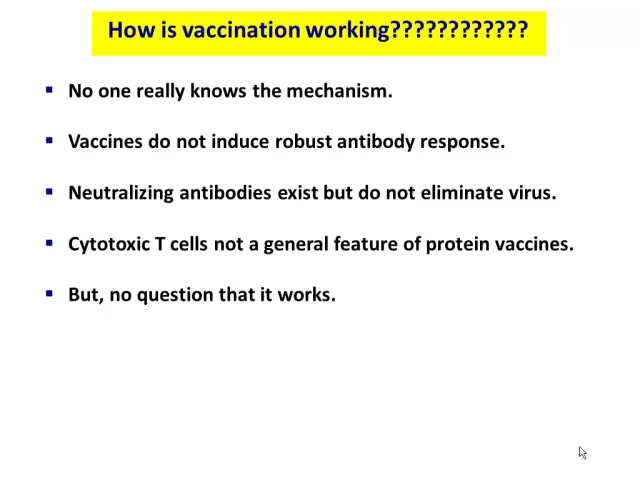 How is vaccination working????????????
▪ No one really knows the mechanism.
▪ Vaccines do not induce robust antibody response.
▪ Neutralizing antibodies exist but do not eliminate virus.
▪ Cytotoxic T cells not a general feature of protein vaccines.
▪ But, no question that it works.